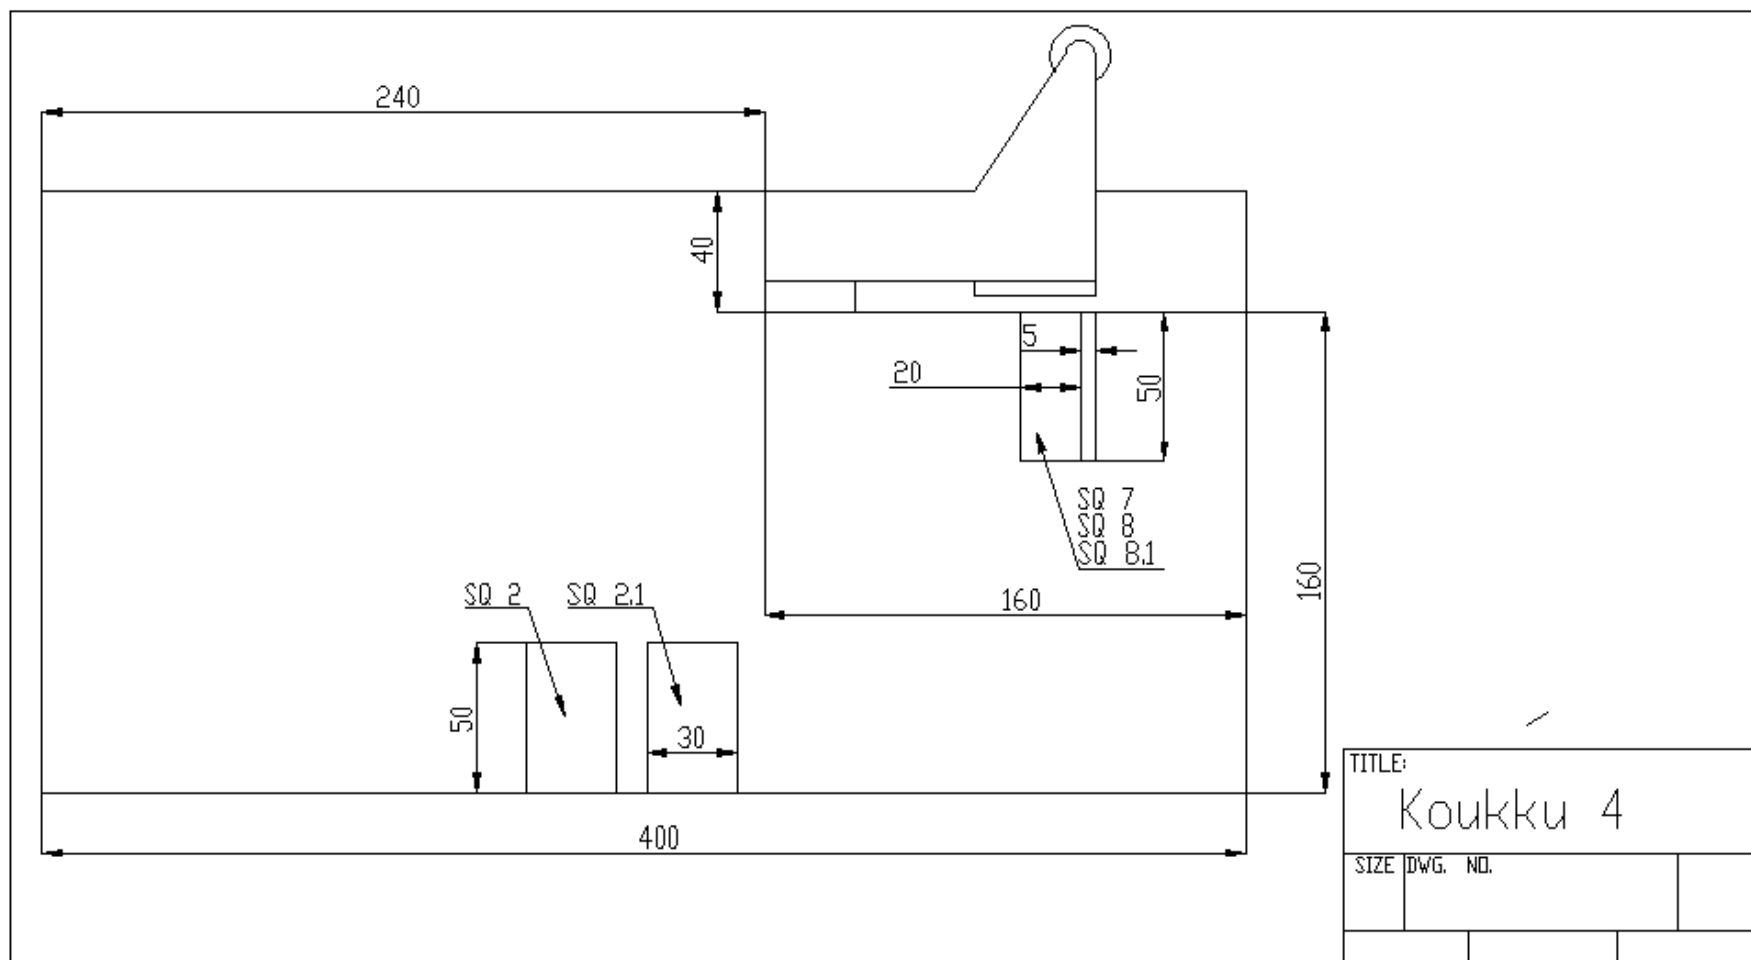 240
40
5
20
50
SQ 7
SQ 8
SQ 8.1
160
160
SQ 2
SQ 2.1
50
30
400
TITLE:
Koukku 4
SIZE DWG. NO.